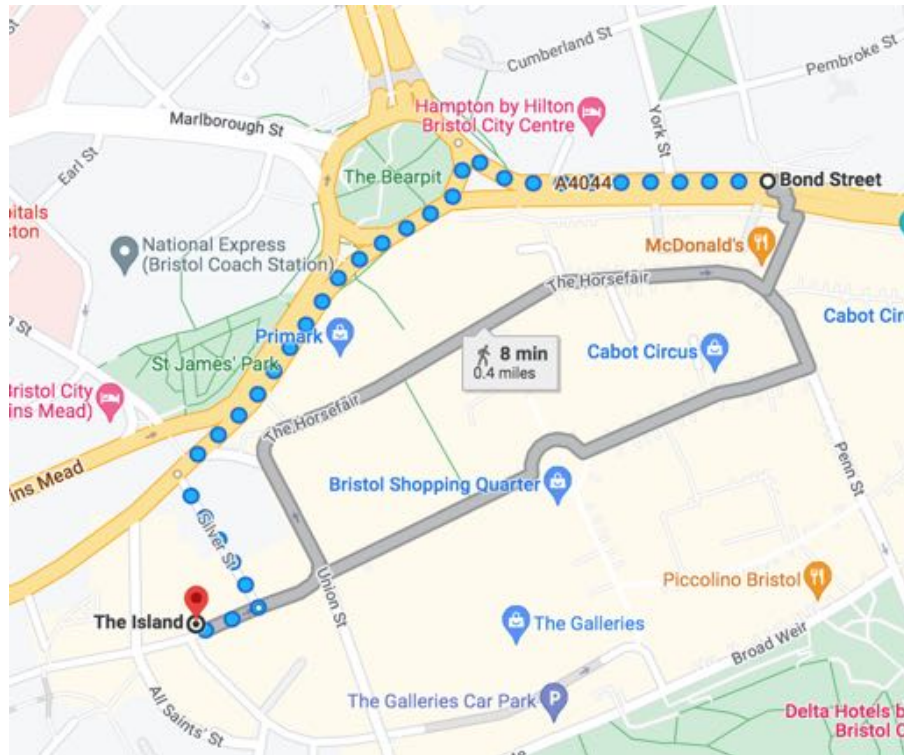 Cumberland St
Pembroke St
Hampton by Hilton
Bristol City Centre
York St
Marlborough St
Earl St
The Bearpit
A4044
Bond Street
National Express
(Bristol Coach Station)
McDonald's
The Horsefair
Primark
8 min
0.4 miles
Cabot Circus
Cabot Cir
St James' Park
Bristol City
ins Mead)
The Horsefair
ins Mead
Bristol Shopping Quarter
Penn St
Silver St
Union St
Piccolino Bristol
The Island
The Galleries
Broad Weir
All Saints' St
The Galleries Car Park
P
Delta Hotels b
Bristol C